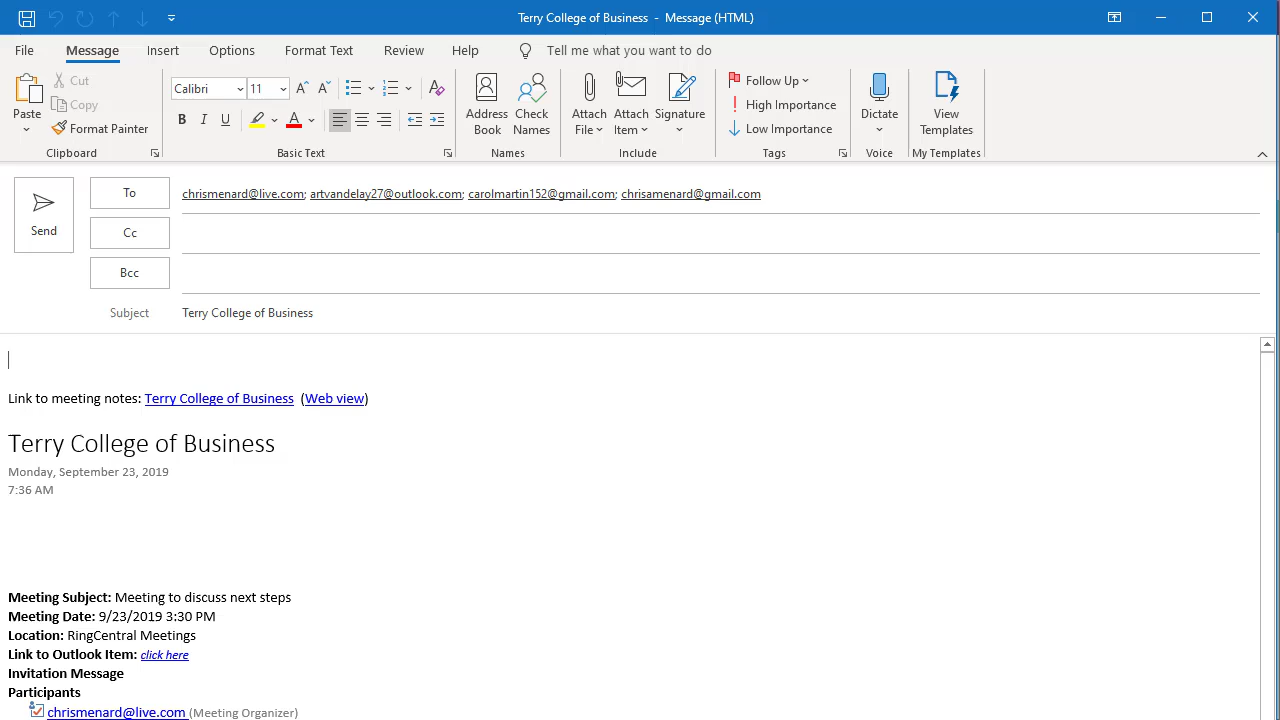 Terry College of Business - Message (HTML)
File Message Insert Options Format Text Review Help Tell me what you want to do
Paste
Cut
Copy
Format Painter
Clipboard
Calibri 11
B I U A
Basic Text
Address Book
Check Names
Names
Attach File
Attach Item
Signature
Include
Follow Up
High Importance
Low Importance
Tags
Dictate
Voice
View Templates
My Templates
Send
To chrismenard@live.com; artvandelay27@outlook.com; carolmartin152@gmail.com; chrisamenard@gmail.com
Cc
Bcc
Subject Terry College of Business
Link to meeting notes: Terry College of Business (Web view)
Terry College of Business
Monday, September 23, 2019
7:36 AM
Meeting Subject: Meeting to discuss next steps
Meeting Date: 9/23/2019 3:30 PM
Location: RingCentral Meetings
Link to Outlook Item: click here
Invitation Message
Participants
chrismenard@live.com (Meeting Organizer)